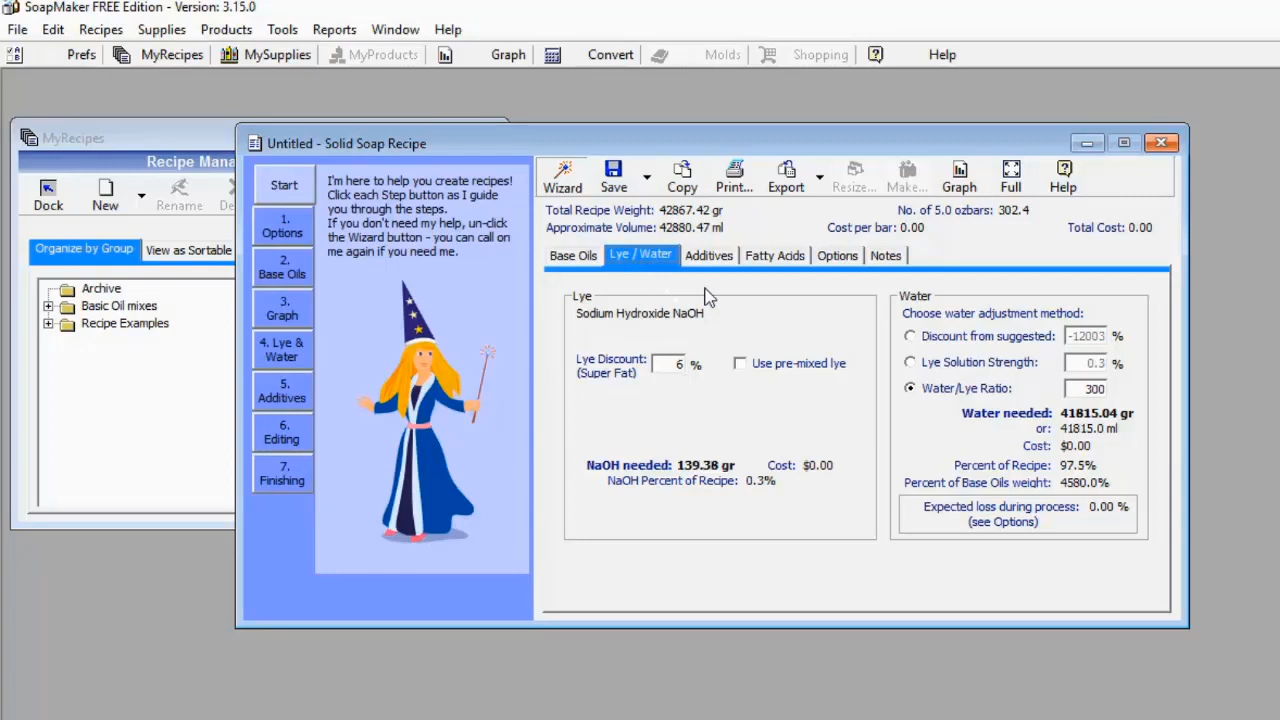 SoapMaker FREE Edition - Version: 3.15.0
File Edit Recipes Supplies Products Tools Reports Window Help
Prefs MyRecipes MySupplies MyProducts Graph Convert Molds Shopping Help
MyRecipes
Recipe Mana
Dock New Rename De
Organize by Group View as Sortable
Archive
Basic Oil mixes
Recipe Examples
Untitled - Solid Soap Recipe
Start
1.
Options
2.
Base Oils
3.
Graph
4. Lye &
Water
5.
Additives
6.
Editing
7.
Finishing
I'm here to help you create recipes!
Click each Step button as I guide
you through the steps.
If you don't need my help, un-click
the Wizard button - you can call on
me again if you need me.
Wizard Save Copy Print... Export Resize... Make... Graph Full Help
Total Recipe Weight: 42867.42 gr No. of 5.0 ozbars: 302.4
Approximate Volume: 42880.47 ml Cost per bar: 0.00 Total Cost: 0.00
Base Oils Lye / Water Additives Fatty Acids Options Notes
Lye
Sodium Hydroxide NaOH
Lye Discount: 6 % Use pre-mixed lye
(Super Fat)
NaOH needed: 139.38 gr Cost: $0.00
NaOH Percent of Recipe: 0.3%
Water
Choose water adjustment method:
Discount from suggested: -12003 %
Lye Solution Strength: 0.3 %
Water/Lye Ratio: 300
Water needed: 41815.04 gr
or: 41815.0 ml
Cost: $0.00
Percent of Recipe: 97.5%
Percent of Base Oils weight: 4580.0%
Expected loss during process: 0.00 %
(see Options)